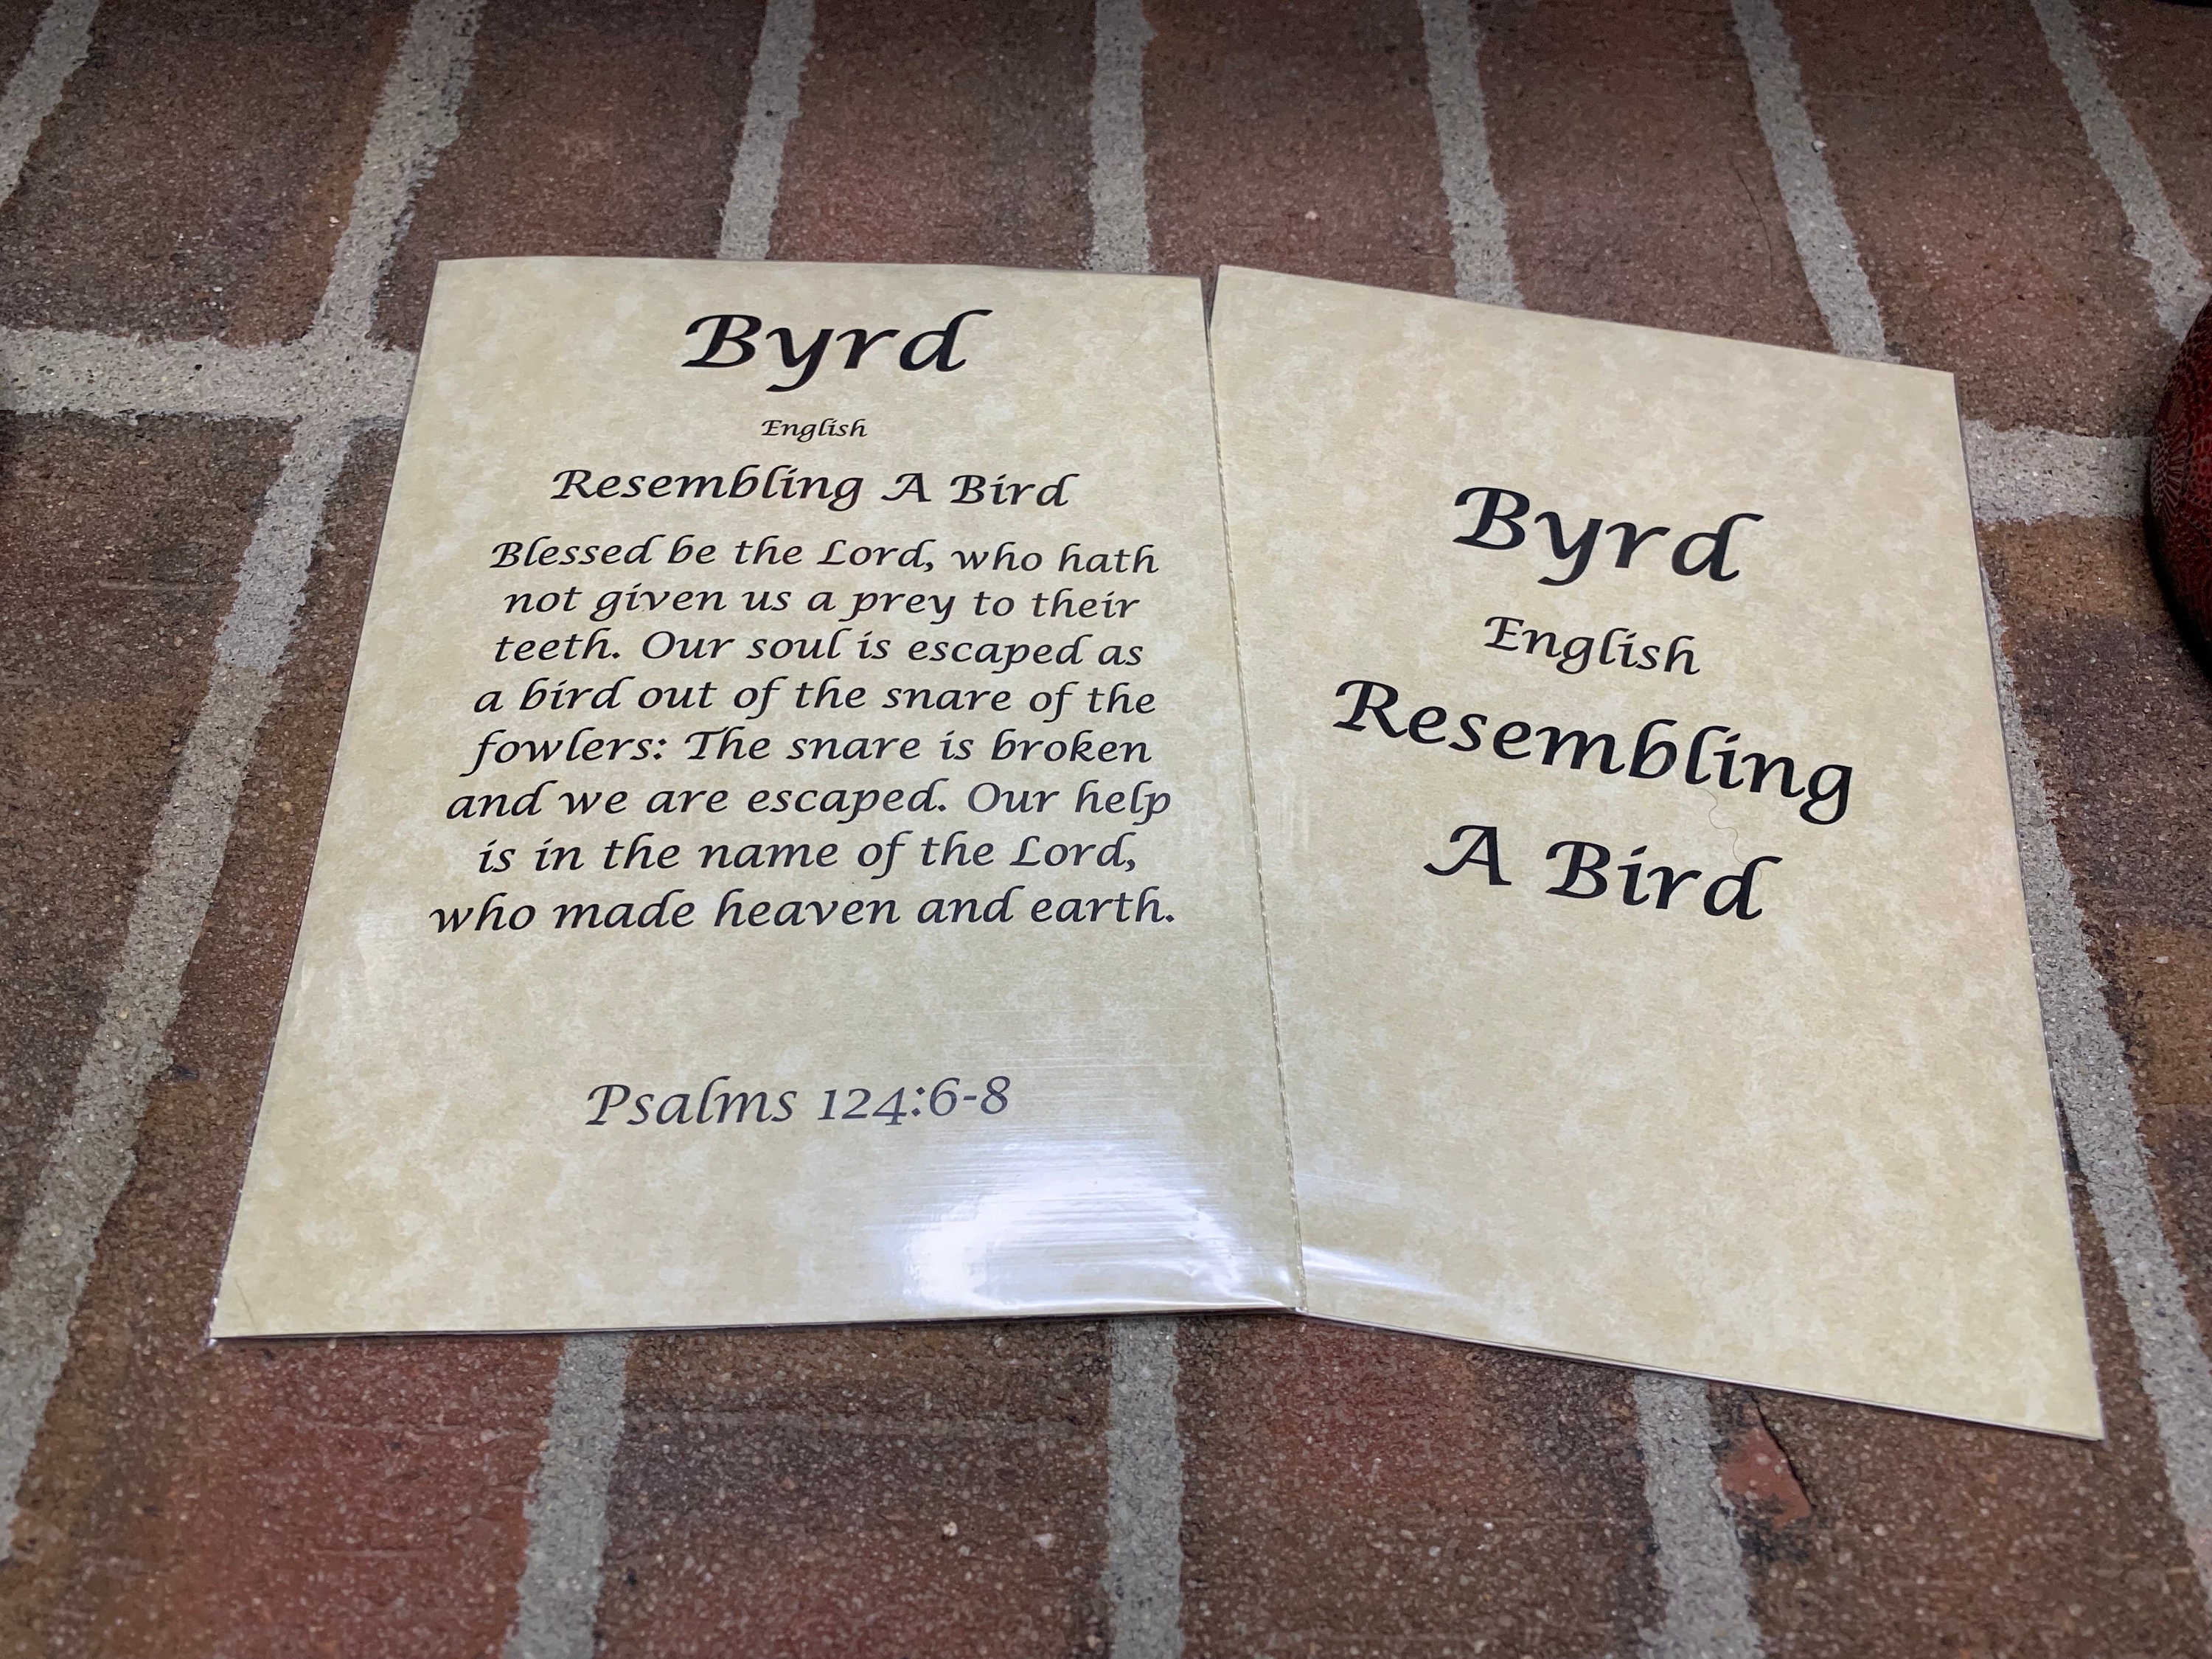 Byrd
English
Resembling A Bird
Blessed be the Lord, who hath
not given us a prey to their
teeth. Our soul is escaped as
a bird out of the snare of the
fowlers: The snare is broken
and we are escaped. Our help
is in the name of the Lord,
who made heaven and earth.
Psalms 124:6-8
Byrd
English
Resembling
A Bird